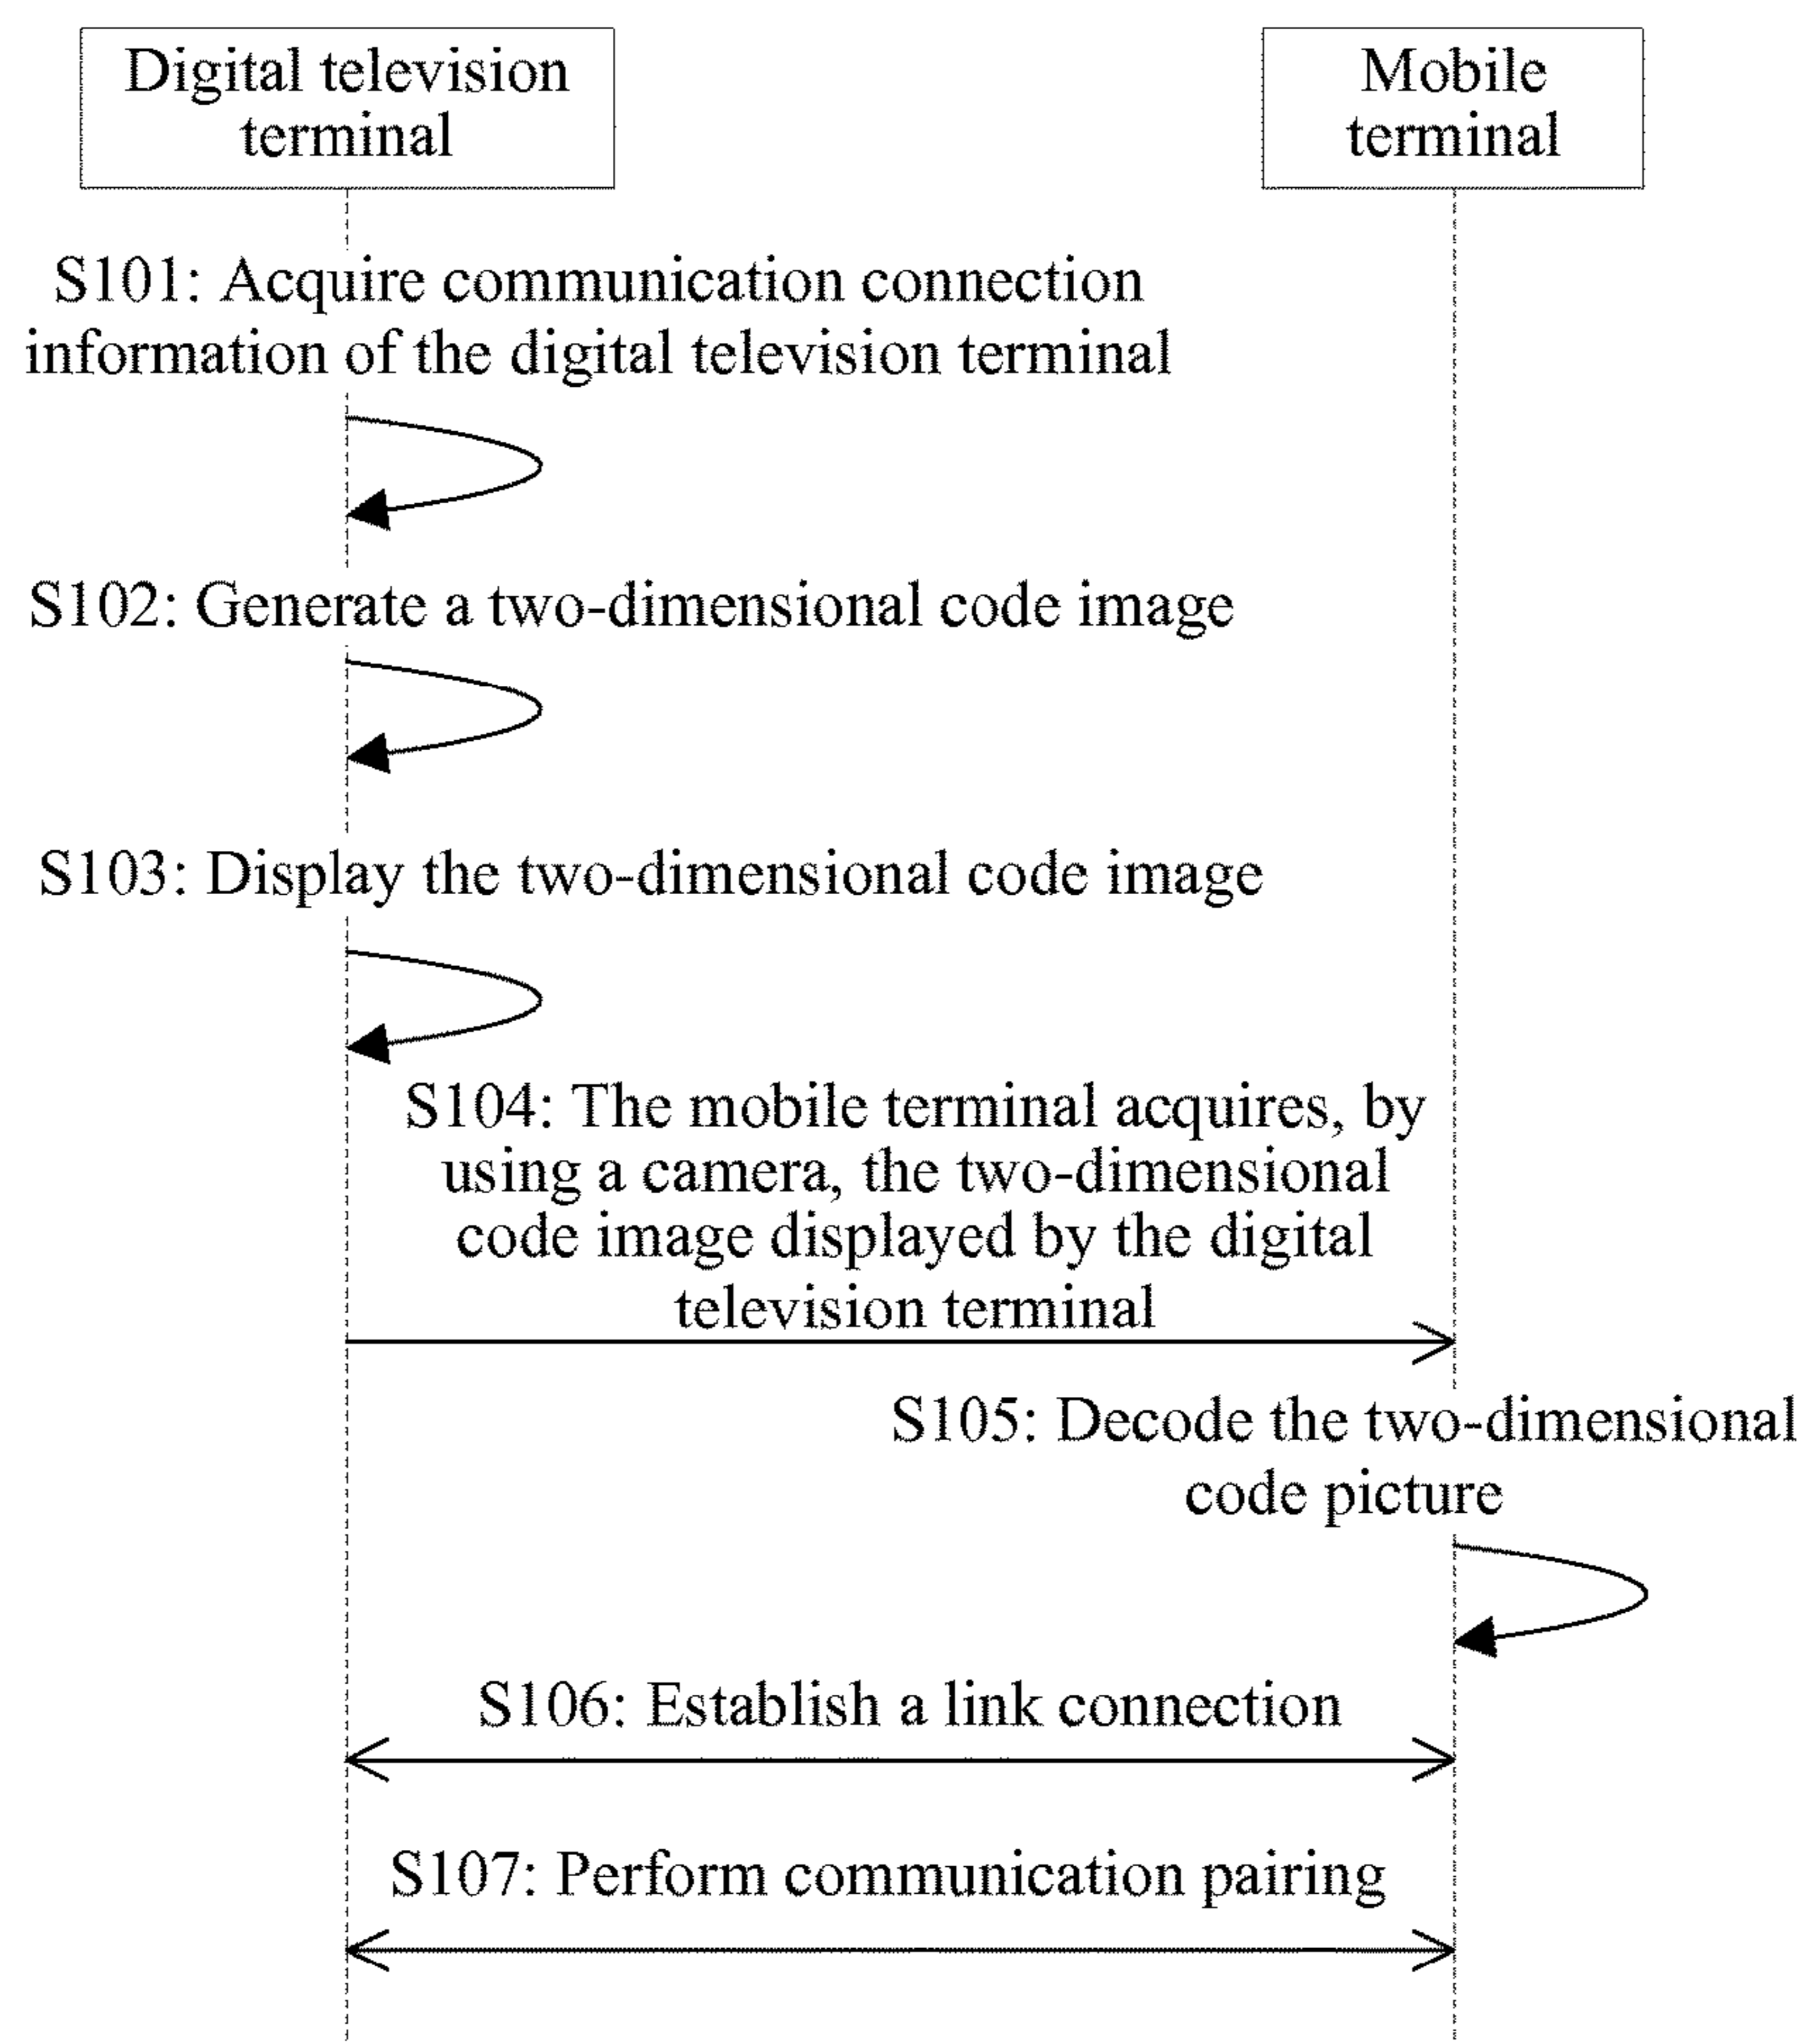 Digital television
terminal
Mobile
terminal
S101: Acquire communication connection
information of the digital television terminal
S102: Generate a two-dimensional code image
S103: Display the two-dimensional code image
S104: The mobile terminal acquires, by
using a camera, the two-dimensional
code image displayed by the digital
television terminal
S105: Decode the two-dimensional
code picture
S106: Establish a link connection
S107: Perform communication pairing